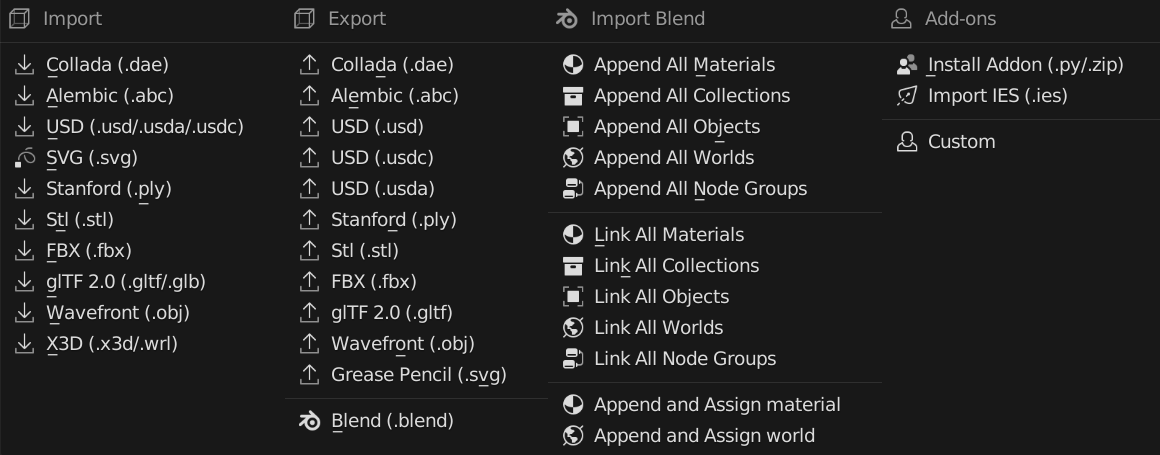 Import
Collada (.dae)
Alembic (.abc)
USD (.usd/.usda/.usdc)
SVG (.svg)
Stanford (.ply)
Stl (.stl)
FBX (.fbx)
glTF 2.0 (.gltf/.glb)
Wavefront (.obj)
X3D (.x3d/.wrl)
Export
Collada (.dae)
Alembic (.abc)
USD (.usd)
USD (.usdc)
USD (.usda)
Stanford (.ply)
Stl (.stl)
FBX (.fbx)
glTF 2.0 (.gltf)
Wavefront (.obj)
Grease Pencil (.svg)
Blend (.blend)
Import Blend
Append All Materials
Append All Collections
Append All Objects
Append All Worlds
Append All Node Groups
Link All Materials
Link All Collections
Link All Objects
Link All Worlds
Link All Node Groups
Append and Assign material
Append and Assign world
Add-ons
Install Addon (.py/.zip)
Import IES (.ies)
Custom